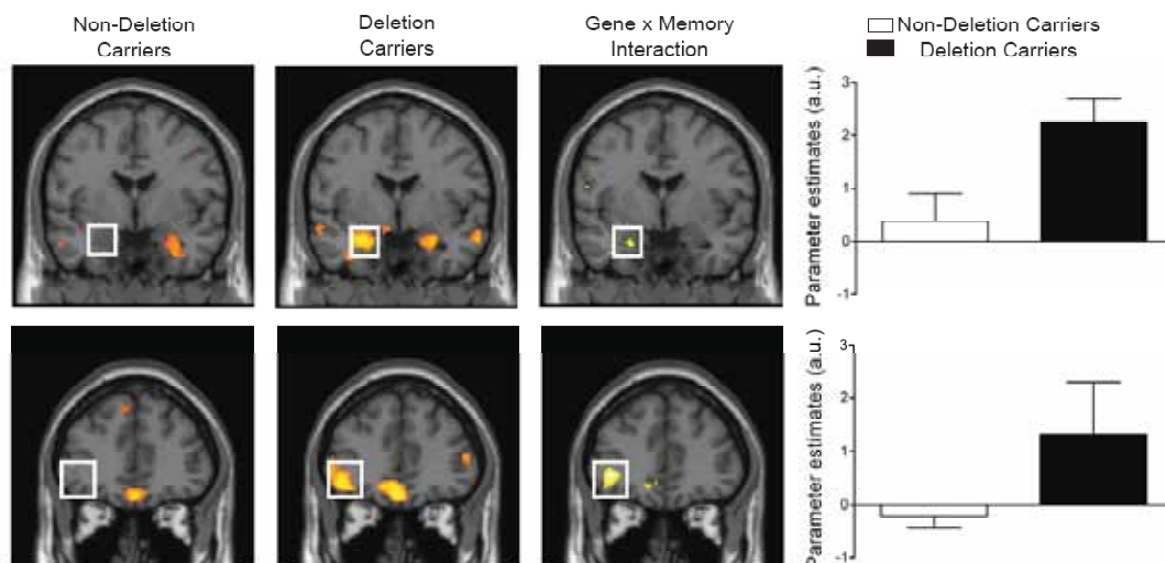 Non-Deletion
Carriers
Deletion
Carriers
Gene x Memory
Interaction
Non-Deletion Carriers
Deletion Carriers
Parameter estimates (a.u.)
3
2
1
0
-1
Parameter estimates (a.u.)
3
2
1
0
-1